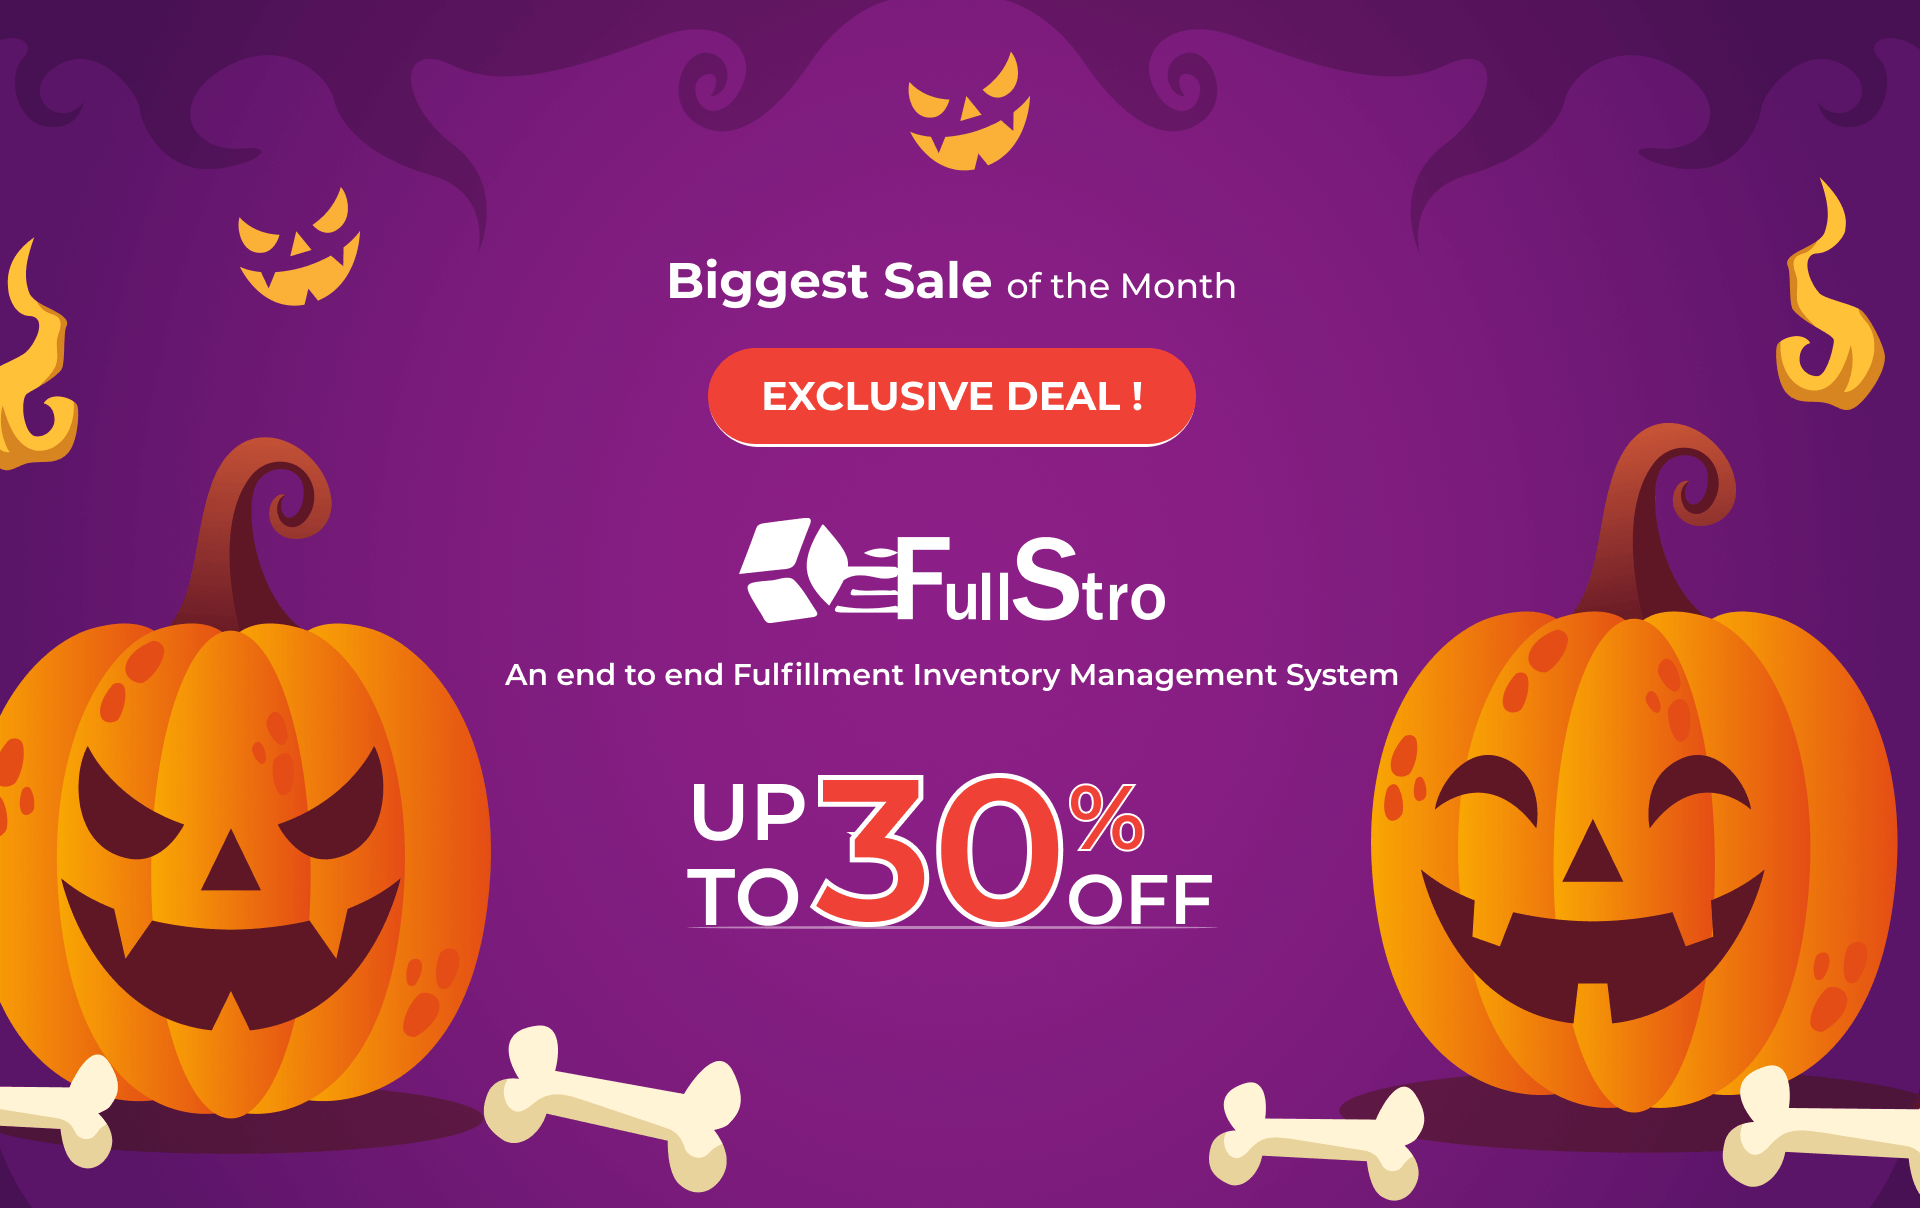 Biggest Sale of the Month
EXCLUSIVE DEAL !
FullStro
An end to end Fulfillment Inventory Management System
UP TO 30% OFF